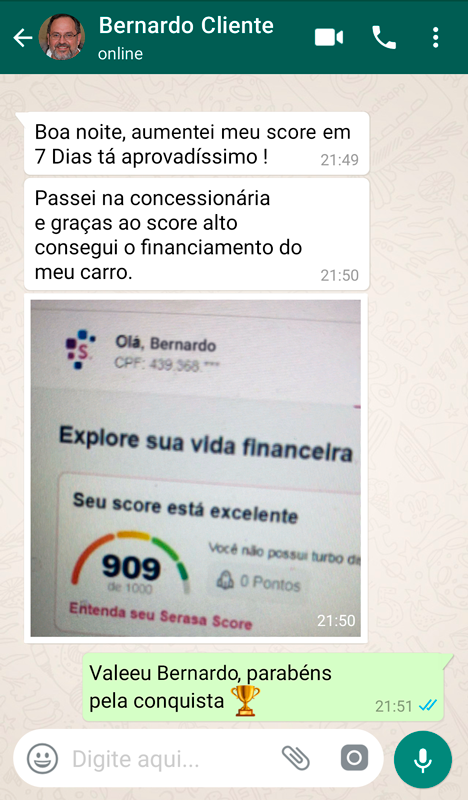 Bernardo Cliente
online
Boa noite, aumentei meu score em
7 Dias tá aprovadíssimo !
21:49
Passei na concessionária
e graças ao score alto
consegui o financiamento do
meu carro.
21:50
S.
Olá, Bernardo
CPF: 439.368.***
Explore sua vida financeira
Seu score está excelente
909
de 1000
Você não possui turbo de
0 Pontos
Entenda seu Serasa Score
21:50
Valeeu Bernardo, parabéns
pela conquista 🏆
21:51
Digite aqui...